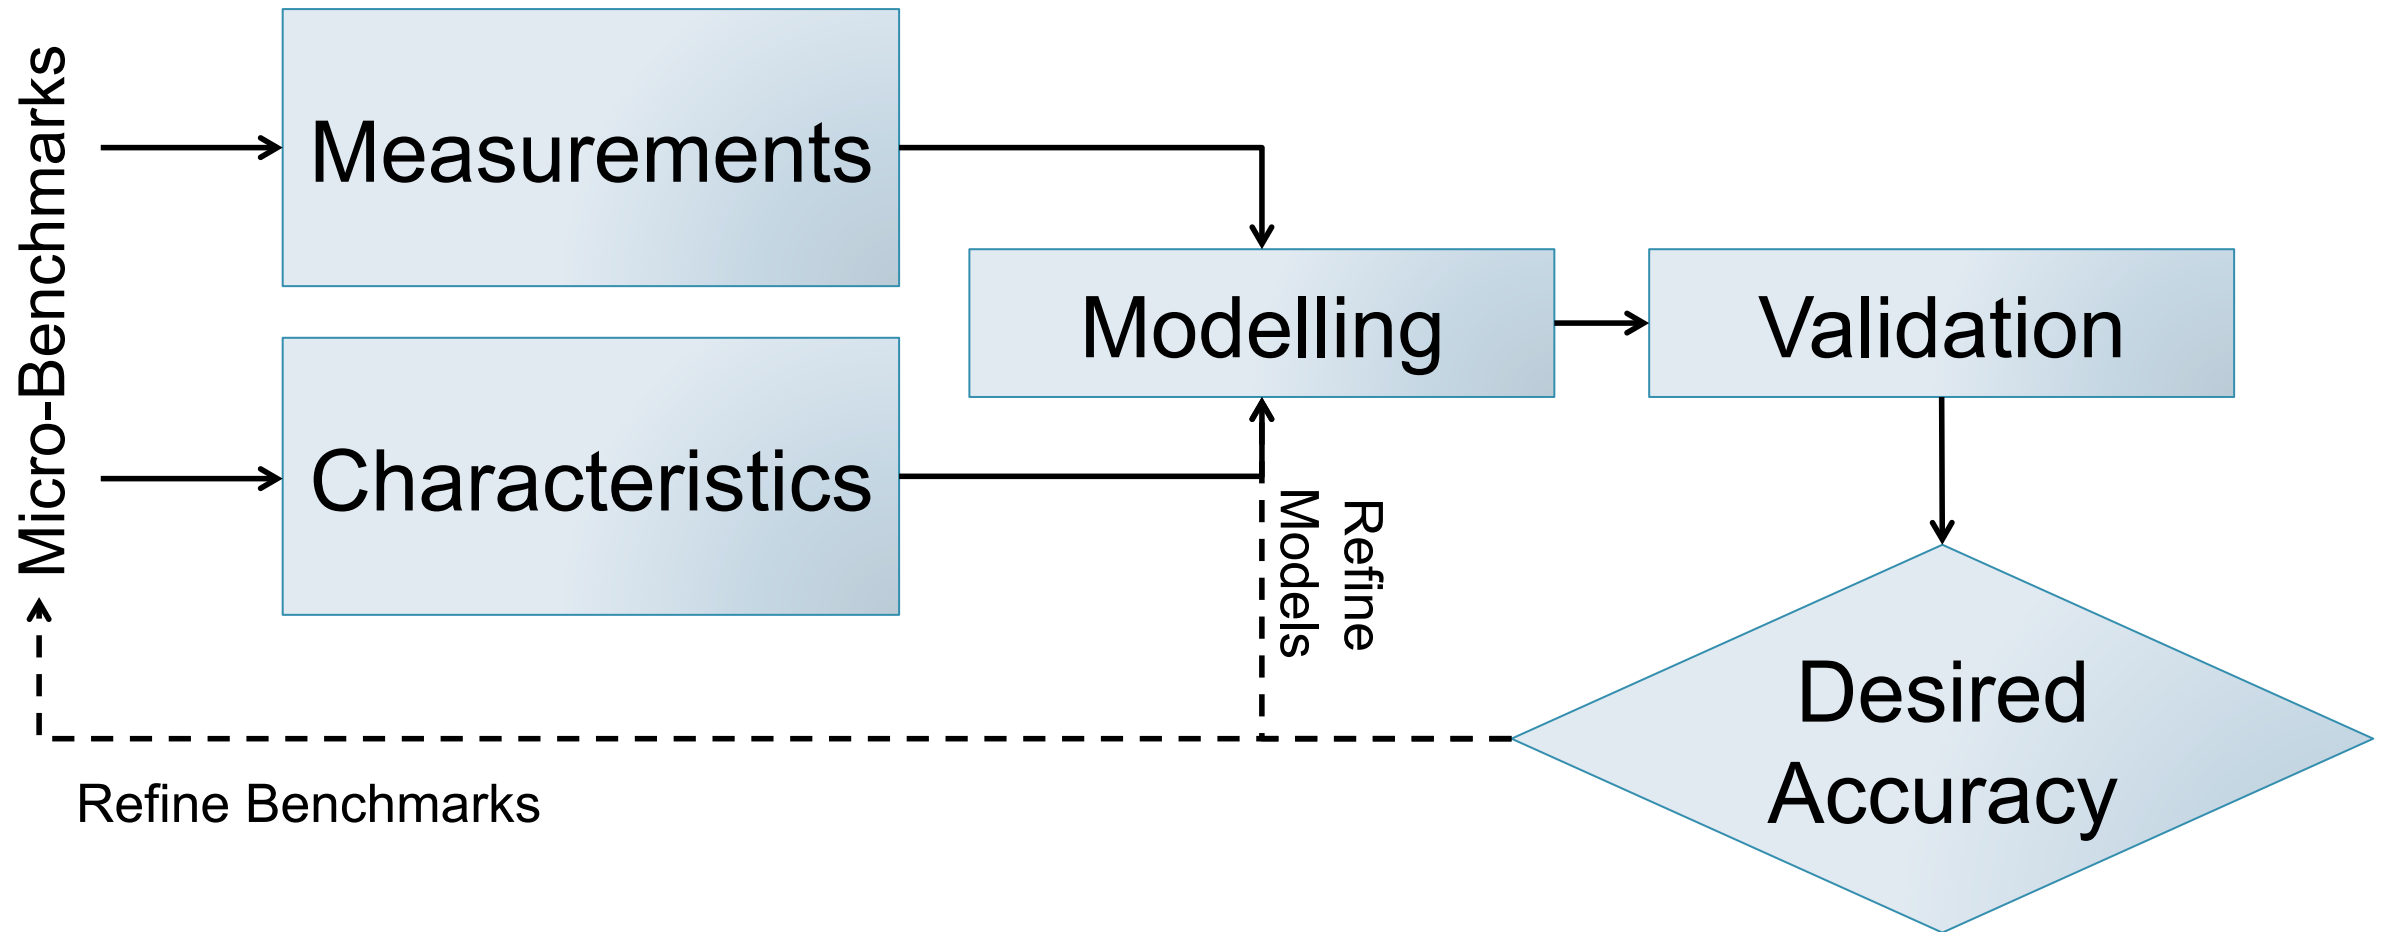 Micro-Benchmarks
Measurements
Characteristics
Modelling
Validation
Refine
Models
Desired
Accuracy
Refine Benchmarks